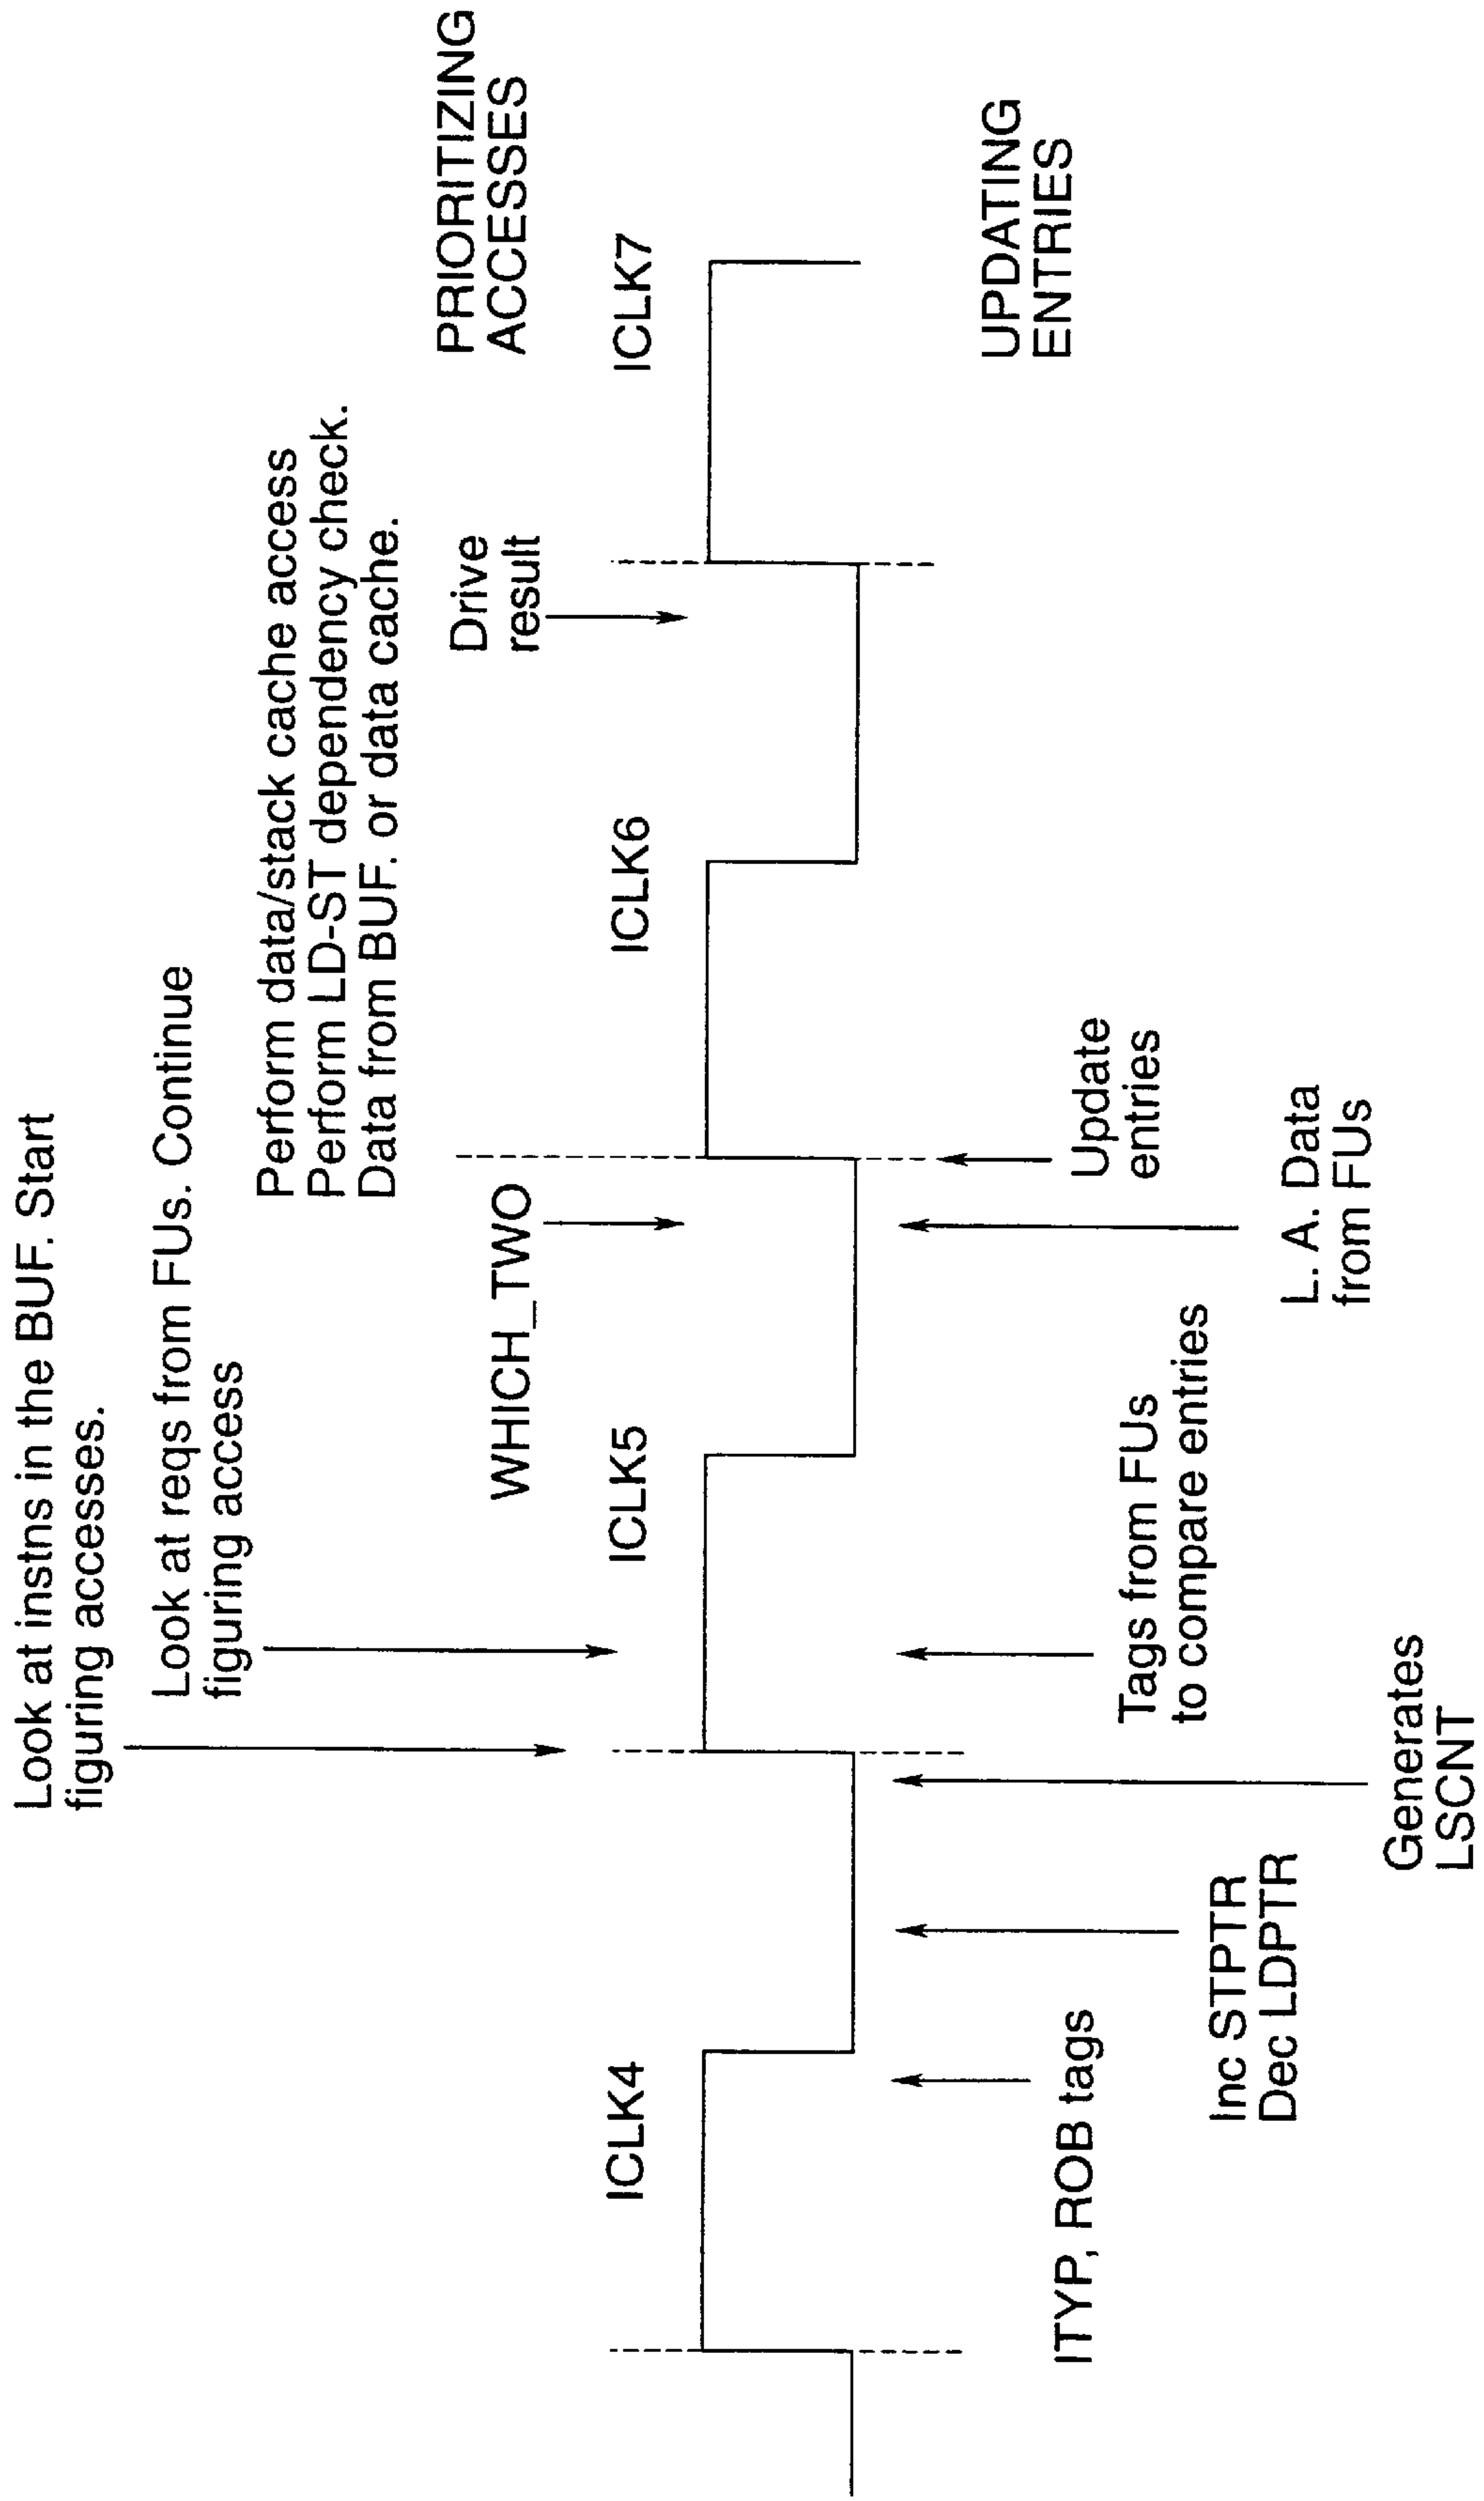 Look at instns in the BUF. Start
figuring accesses.
Look at reqs from FUs. Continue
figuring access
Perform data/stack cache access
Perform LD-ST dependency check.
Data from BUF. or data cache.
PRIORITIZING
ACCESSES
WHICH_TWO
Drive
result
ICLK4
ICLK5
ICLK6
ICLK7
UPDATING
ENTRIES
ITYP, ROB tags
Inc STPTR
Dec LDPTR
Generates
LSCNT
Tags from FUs
to compare entries
L. A. Data
from FUs
Update
entries